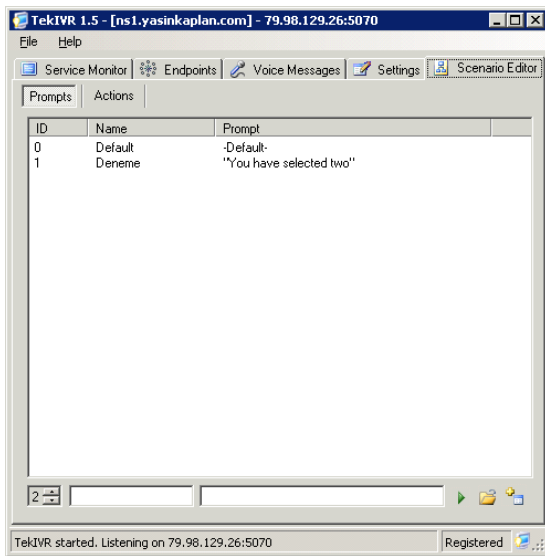 TekIVR 1.5 - [ns1.yasinkaplan.com] - 79.98.129.26:5070
File Help
Service Monitor Endpoints Voice Messages Settings Scenario Editor
Prompts Actions
ID Name Prompt
0 Default -Default-
1 Deneme "You have selected two"
2
TekIVR started. Listening on 79.98.129.26:5070 Registered